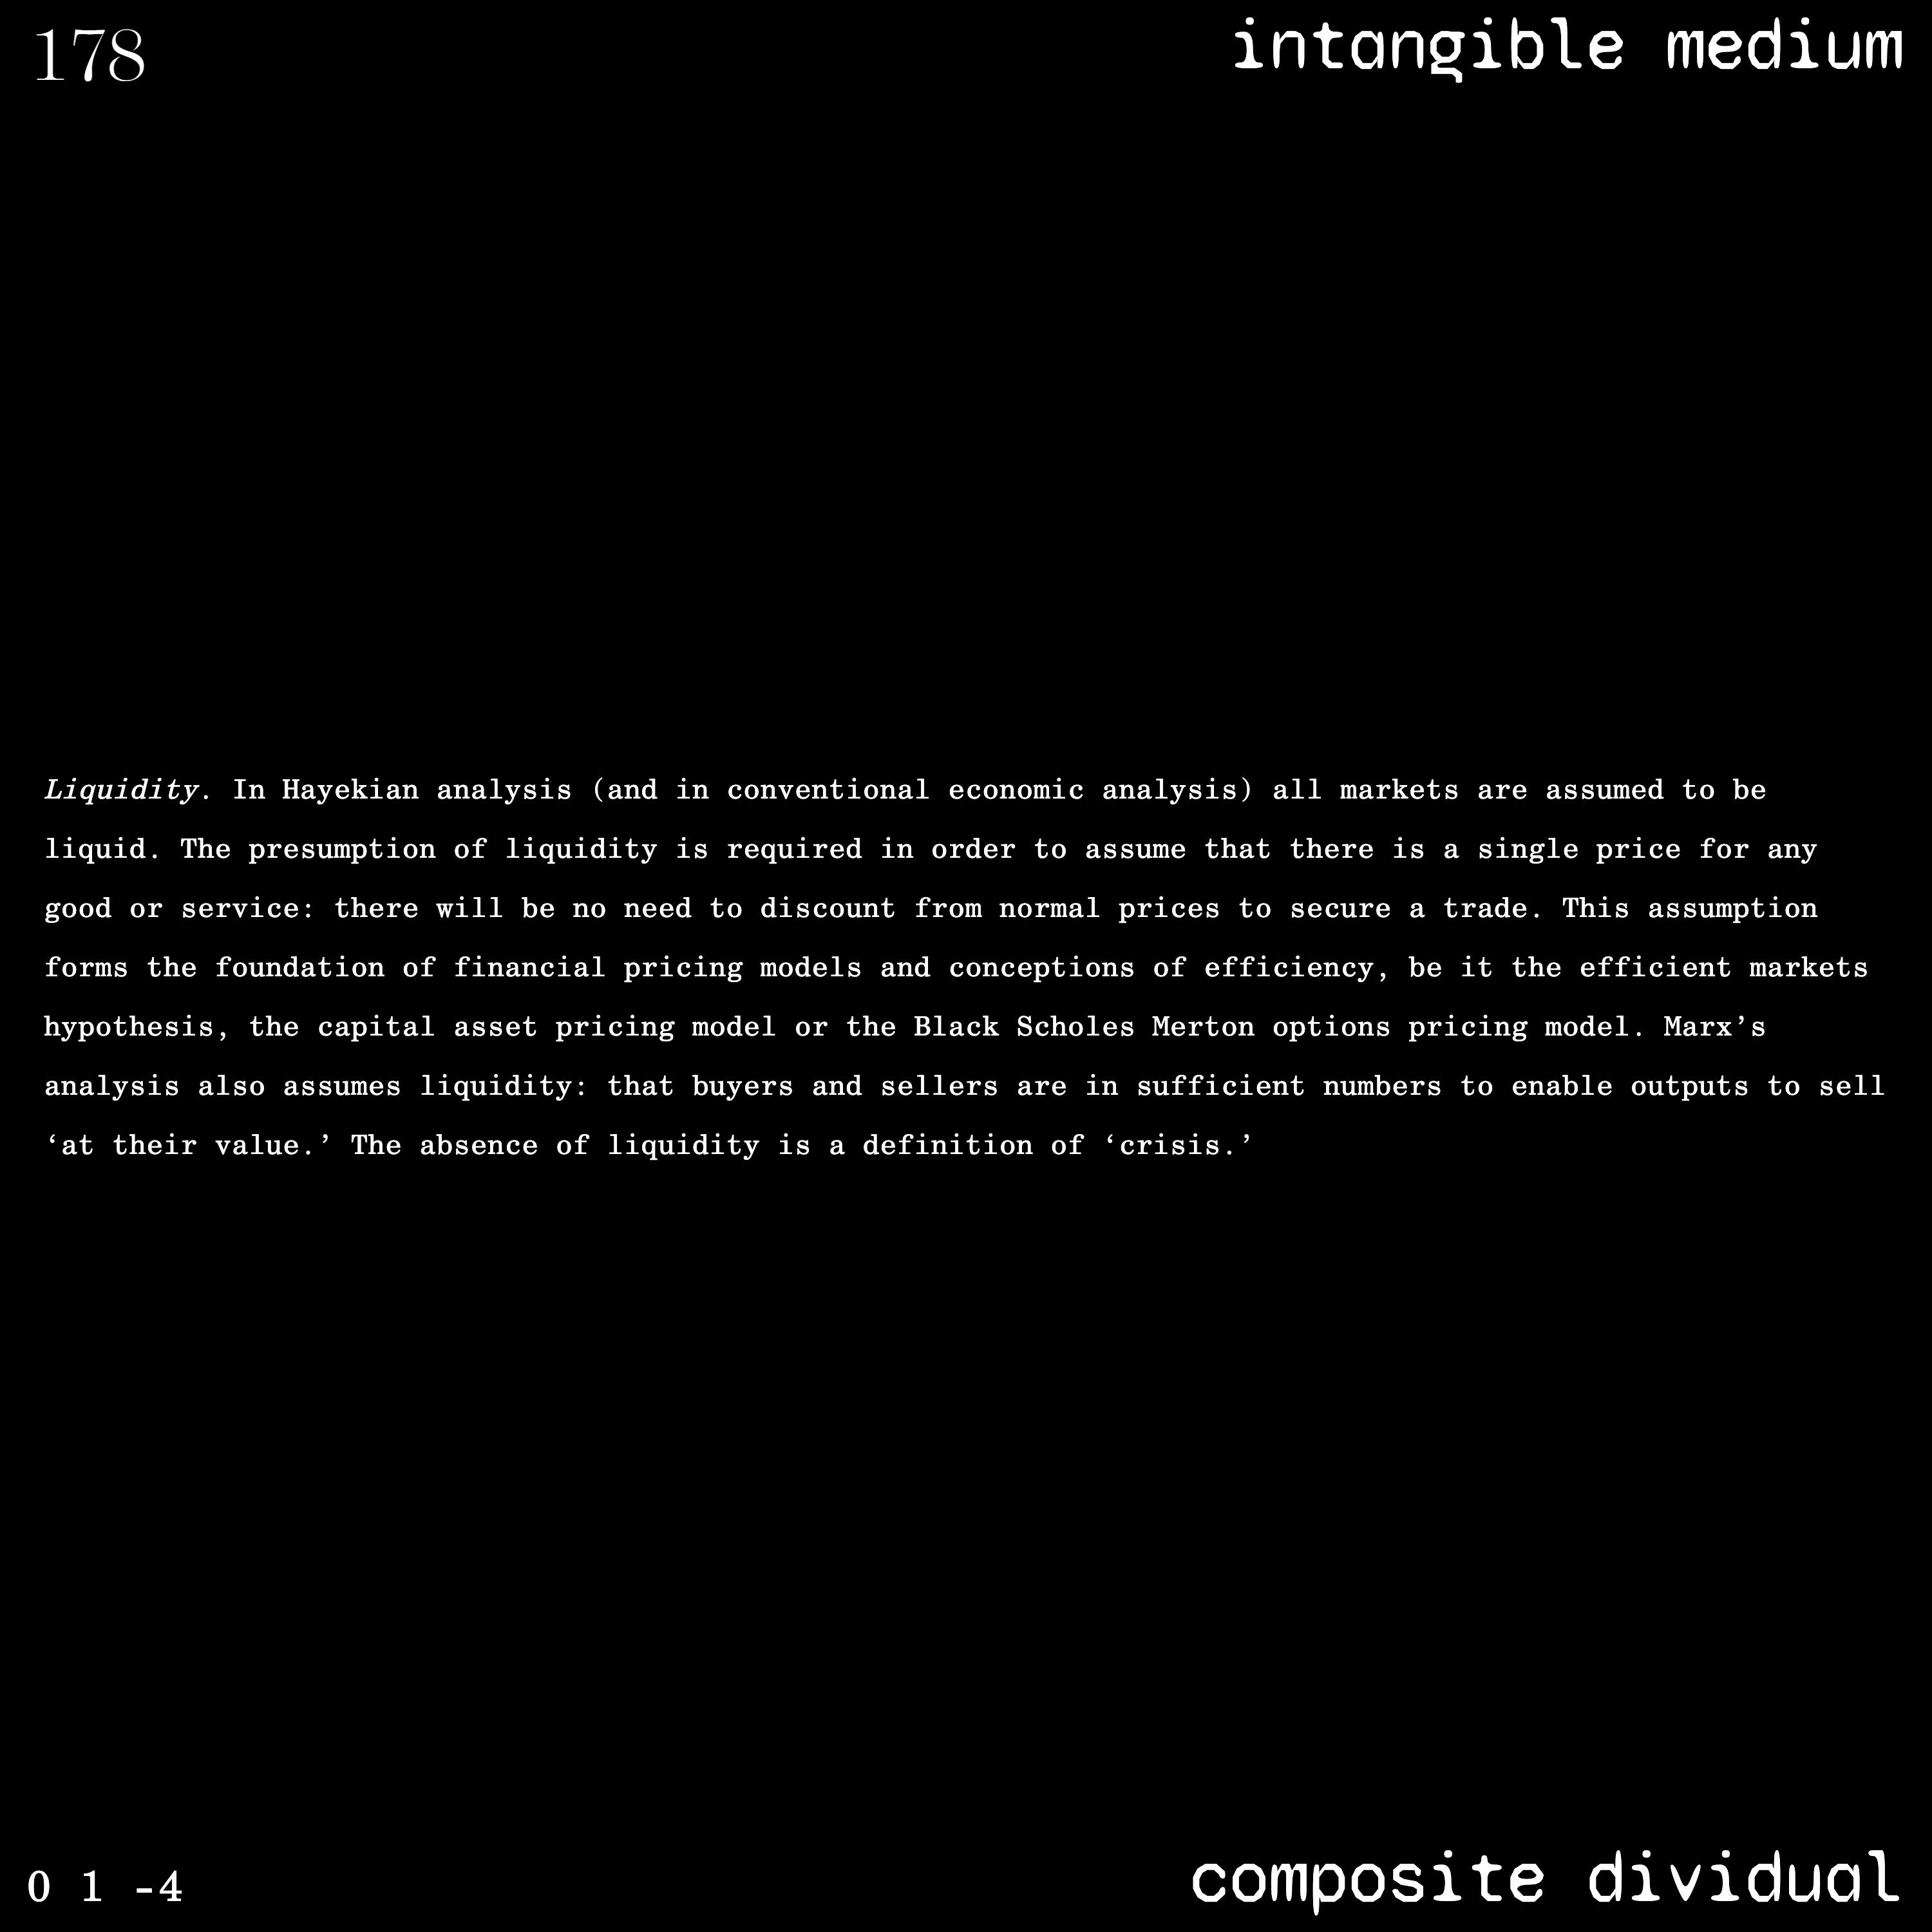 178
intangible medium
Liquidity. In Hayekian analysis (and in conventional economic analysis) all markets are assumed to be
liquid. The presumption of liquidity is required in order to assume that there is a single price for any
good or service: there will be no need to discount from normal prices to secure a trade. This assumption
forms the foundation of financial pricing models and conceptions of efficiency, be it the efficient markets
hypothesis, the capital asset pricing model or the Black Scholes Merton options pricing model. Marx’s
analysis also assumes liquidity: that buyers and sellers are in sufficient numbers to enable outputs to sell
‘at their value.’ The absence of liquidity is a definition of ‘crisis.’
0 1 -4
composite dividual